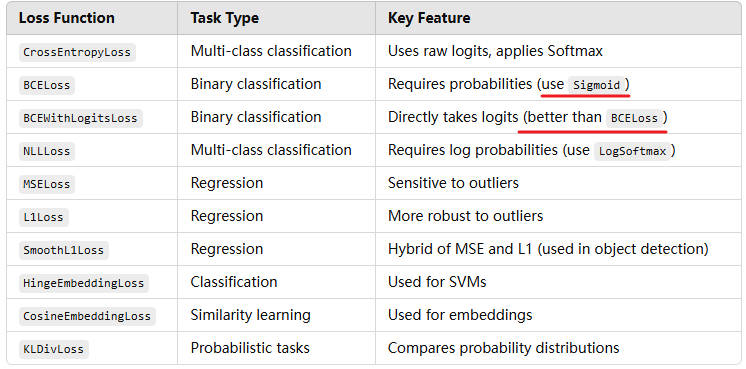 Loss Function Task Type Key Feature
CrossEntropyLoss Multi-class classification Uses raw logits, applies Softmax
BCELoss Binary classification Requires probabilities (use Sigmoid)
BCEWithLogitsLoss Binary classification Directly takes logits (better than BCELoss)
NLLLoss Multi-class classification Requires log probabilities (use LogSoftmax)
MSELoss Regression Sensitive to outliers
L1Loss Regression More robust to outliers
SmoothL1Loss Regression Hybrid of MSE and L1 (used in object detection)
HingeEmbeddingLoss Classification Used for SVMs
CosineEmbeddingLoss Similarity learning Used for embeddings
KLDivLoss Probabilistic tasks Compares probability distributions